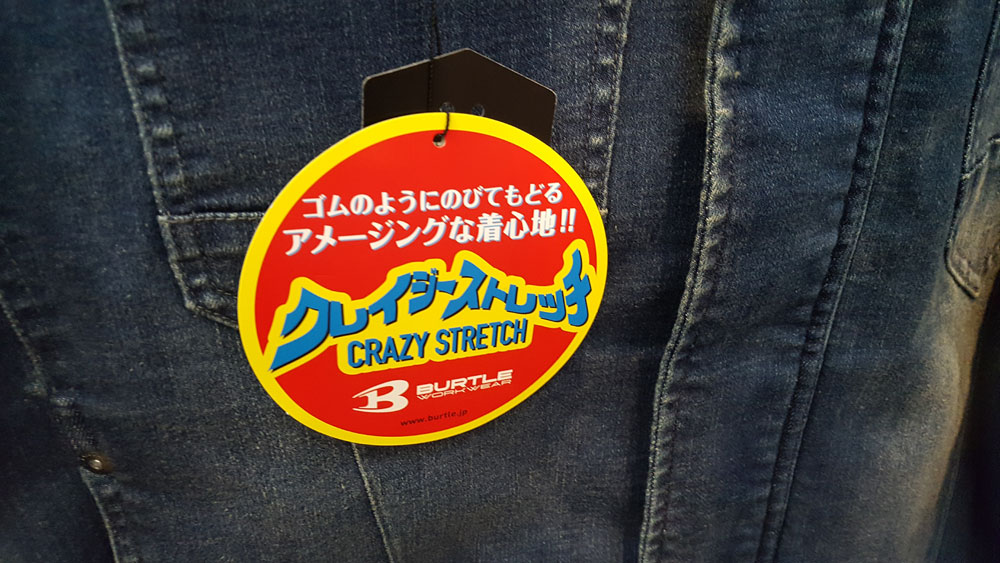 ゴムのようにのびてもどる
アメージングな着心地!!
クレイジーストレッチ
CRAZY STRETCH
B BURTLE
WORK WEAR
www.burtle.jp